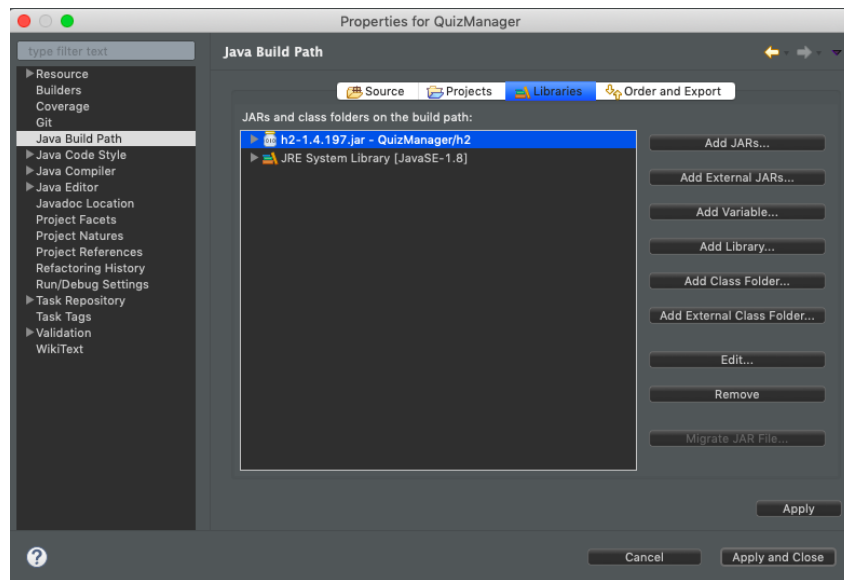 Properties for QuizManager
type filter text
Java Build Path
Resource
Builders
Coverage
Git
Java Build Path
Java Code Style
Java Compiler
Java Editor
Javadoc Location
Project Facets
Project Natures
Project References
Refactoring History
Run/Debug Settings
Task Repository
Task Tags
Validation
WikiText
Source
Projects
Libraries
Order and Export
JARs and class folders on the build path:
h2-1.4.197.jar - QuizManager/h2
JRE System Library [JavaSE-1.8]
Add JARs...
Add External JARs...
Add Variable...
Add Library...
Add Class Folder...
Add External Class Folder...
Edit...
Remove
Migrate JAR File...
Apply
?
Cancel
Apply and Close